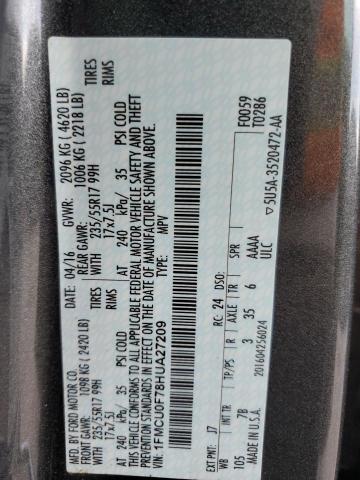 MFD. BY FORD MOTOR CO.
DATE: 04/16 GVWR: 2096 KG ( 4620 LB)
FRONT GAWR: 1098 KG ( 2420 LB) REAR GAWR: 1006 KG ( 2218 LB)
WITH 235/55R17 99H TIRES WITH 235/55R17 99H TIRES
17x7.5J RIMS 17x7.5J RIMS
AT 240 kPa/ 35 PSI COLD AT 240 kPa/ 35 PSI COLD
THIS VEHICLE CONFORMS TO ALL APPLICABLE FEDERAL MOTOR VEHICLE SAFETY AND THEFT
PREVENTION STANDARDS IN EFFECT ON THE DATE OF MANUFACTURE SHOWN ABOVE.
VIN: 1FMCU0F78HUA27209
TYPE: MPV
F0059
T0286
EXT PNT: J7 RC: 24 DSO:
WB INT TR TP/PS R AXLE TR SPR
105 7B 3 35 6 AAAA
ULC
MADE IN U.S.A. 201604256024
▽5U5A-3520472-AA